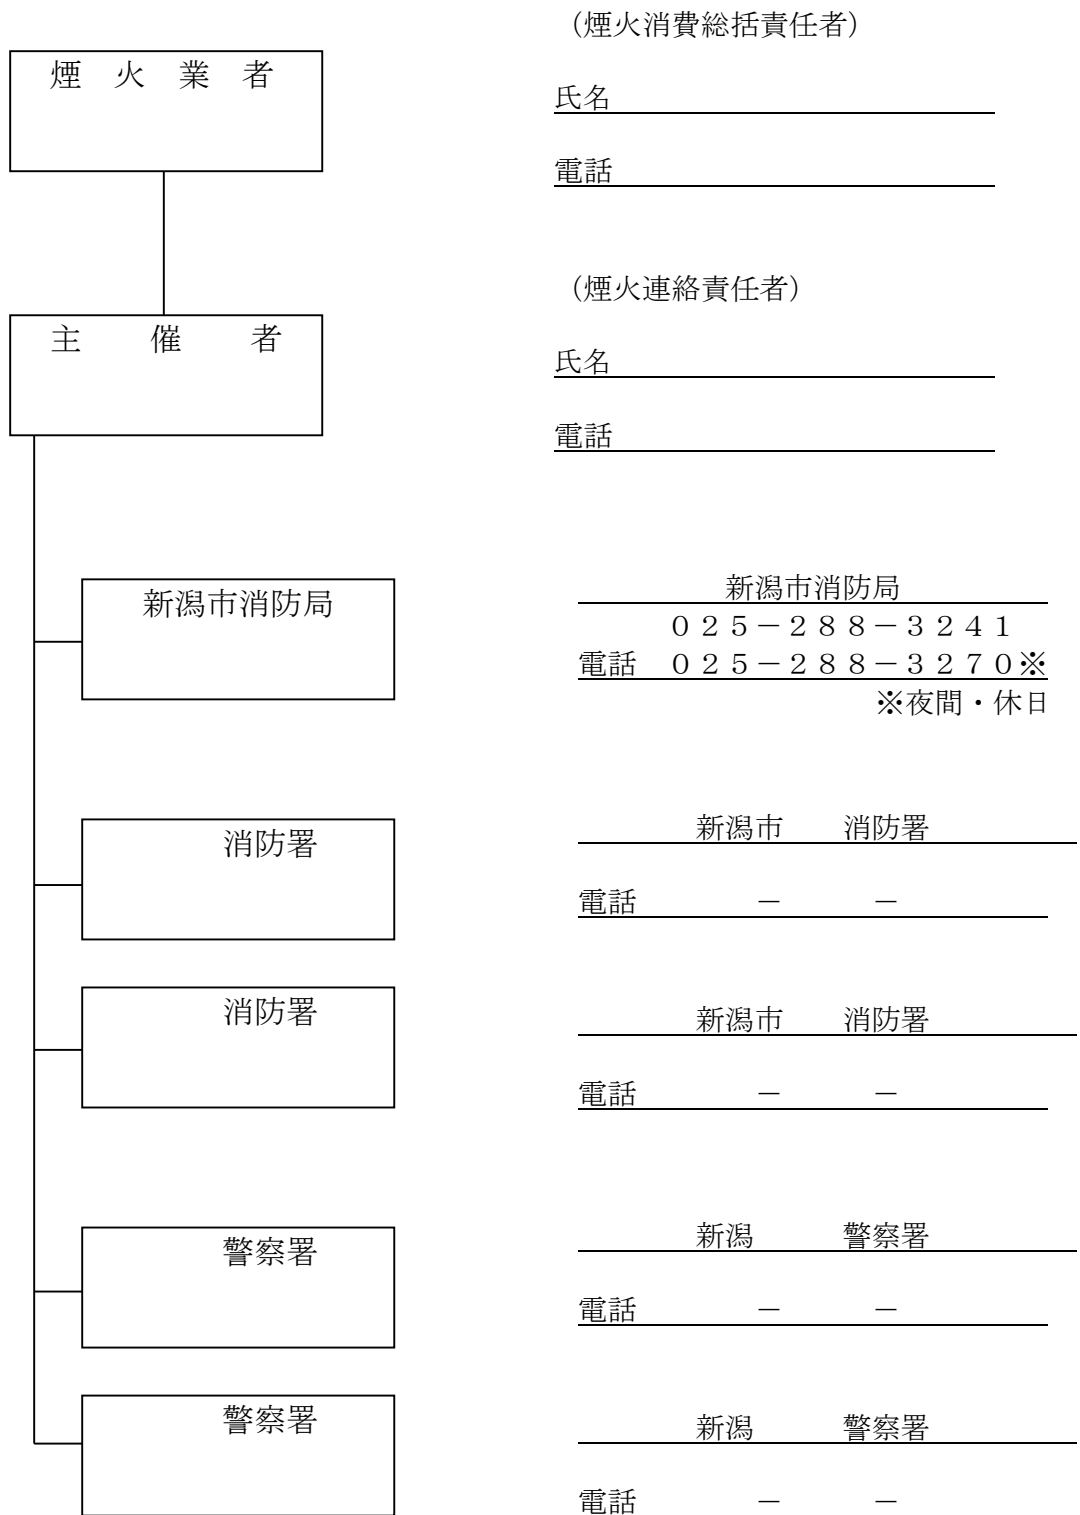 （煙火消費総括責任者）
煙　火　業　者
氏名
電話
（煙火連絡責任者）
主　　催　　者
氏名
電話
新潟市消防局
新潟市消防局
０２５－２８８－３２４１
電話　０２５－２８８－３２７０※
※夜間・休日
消防署
新潟市　　消防署
電話　　　　－　　　－
消防署
新潟市　　消防署
電話　　　　－　　　－
警察署
新潟　　　警察署
電話　　　　－　　　－
警察署
新潟　　　警察署
電話　　　　－　　　－